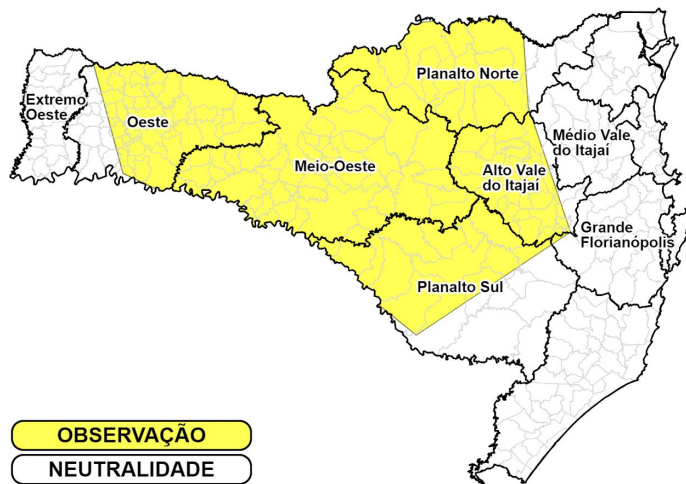 Planalto Norte
Extremo
Oeste
Oeste
Médio Vale
do Itajaí
Meio-Oeste
Alto Vale
do Itajaí
Grande
Florianópolis
Planalto Sul
OBSERVAÇÃO
NEUTRALIDADE